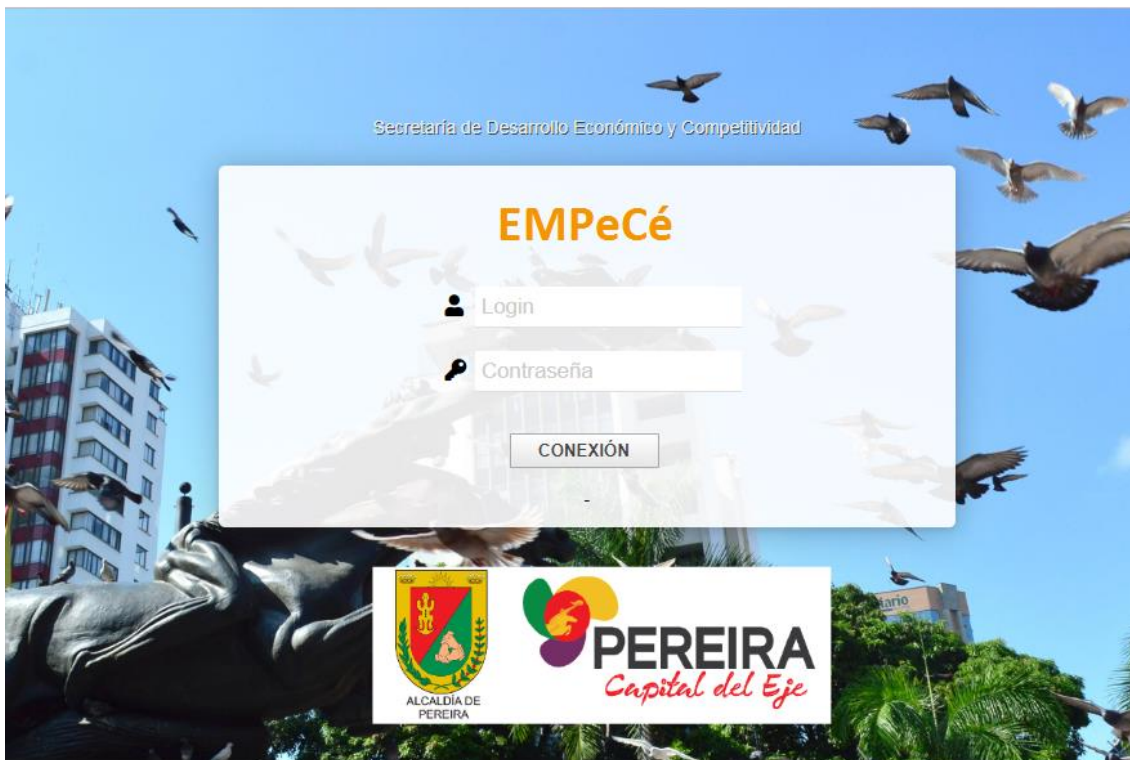 Secretaría de Desarrollo Económico y Competitividad
EMPeCé
Login
Contraseña
CONEXIÓN
-
ALCALDÍA DE
PEREIRA
PEREIRA
Capital del Eje